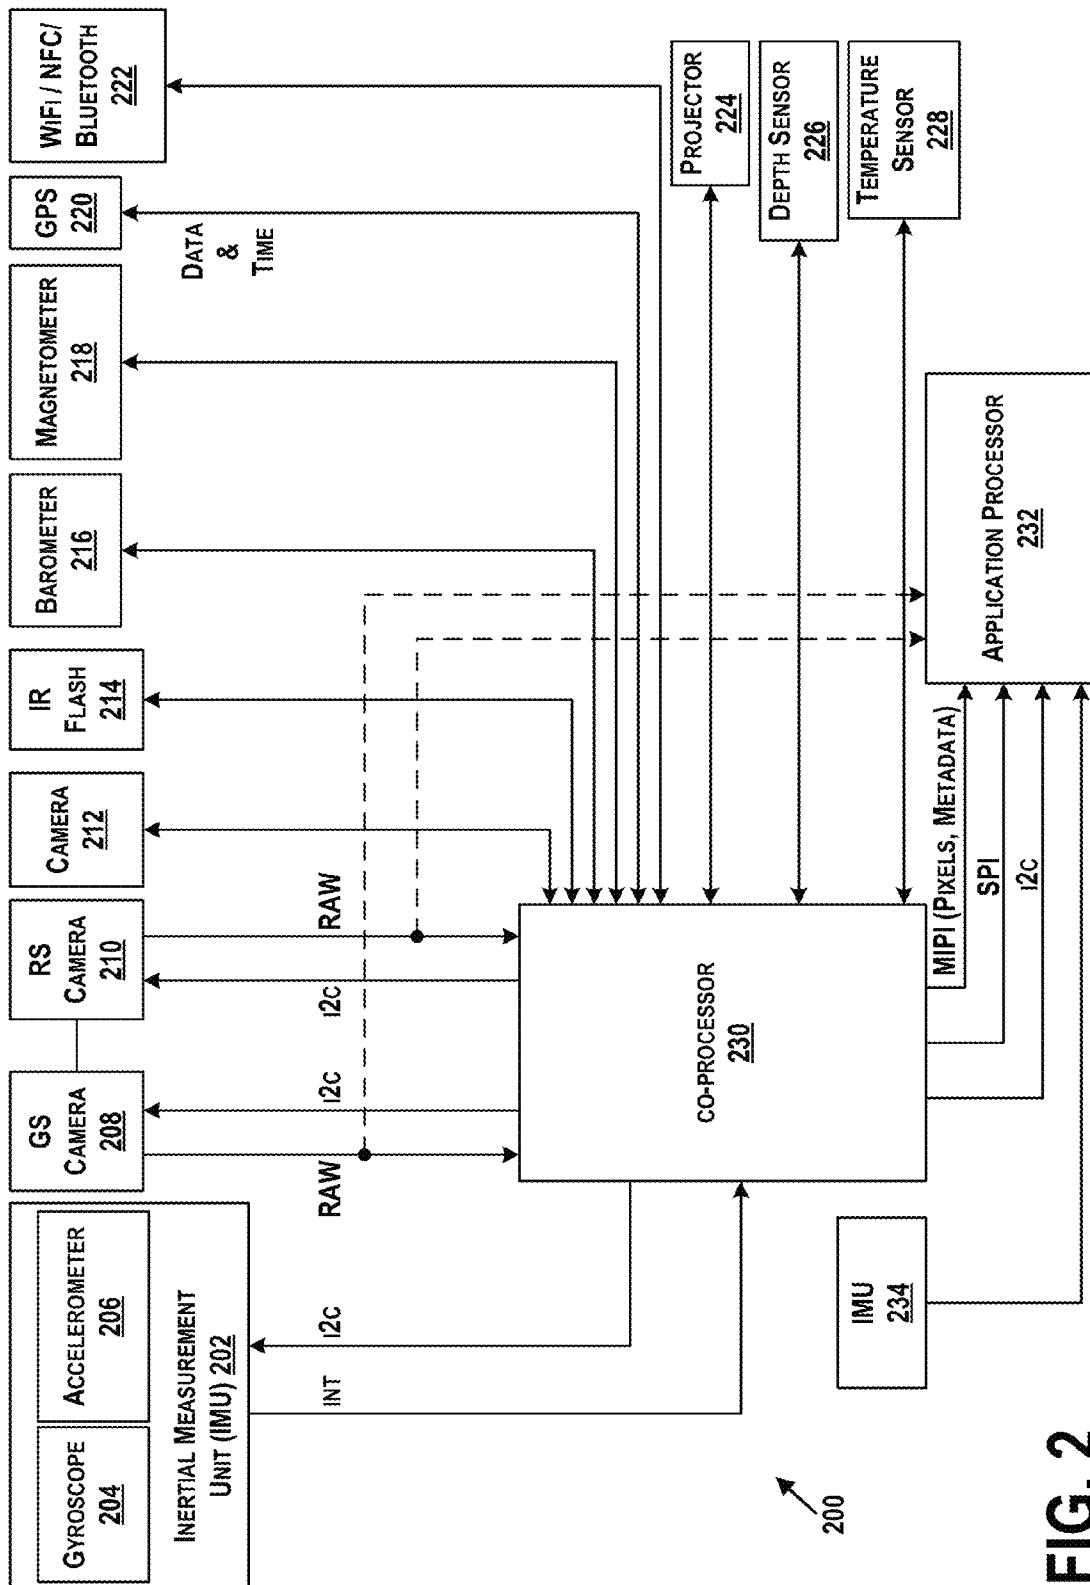 GYROSCOPE
204
ACCELEROMETER
206
INERTIAL MEASUREMENT
UNIT (IMU) 202
GS
CAMERA
208
RS
CAMERA
210
CAMERA
212
IR
FLASH
214
BAROMETER
216
MAGNETOMETER
218
GPS
220
WIFI / NFC/
BLUETOOTH
222
DATA
&
TIME
INT
I2C
RAW
I2C
I2C
RAW
PROJECTOR
224
DEPTH SENSOR
226
TEMPERATURE
SENSOR
228
CO-PROCESSOR
230
MIPI (PIXELS, METADATA)
SPI
I2C
APPLICATION PROCESSOR
232
IMU
234
200
FIG. 2